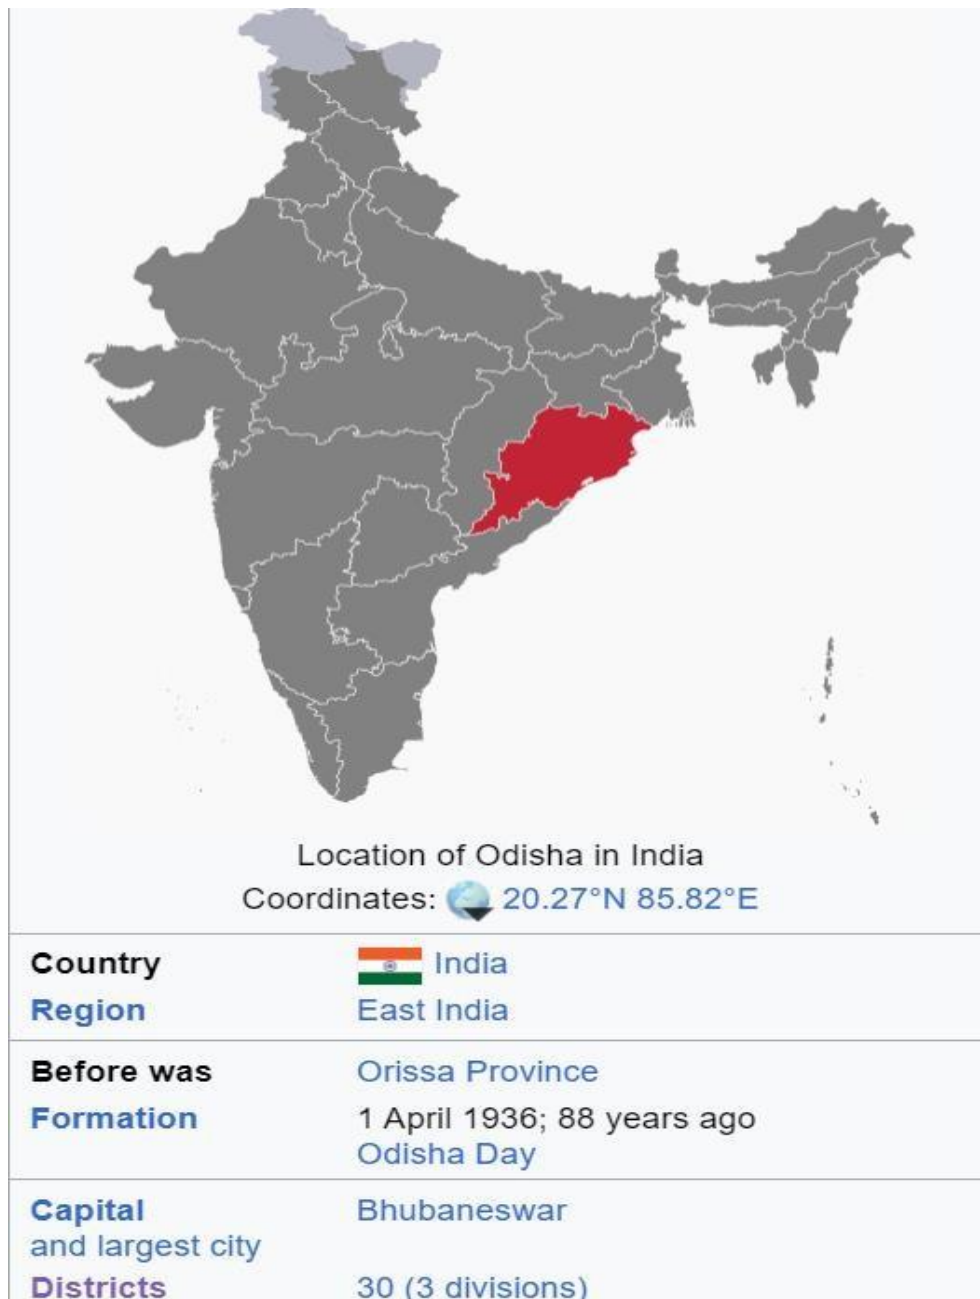 Location of Odisha in India
Coordinates: 20.27°N 85.82°E
Country India
Region East India
Before was Orissa Province
Formation 1 April 1936; 88 years ago
Odisha Day
Capital Bhubaneswar
and largest city
Districts 30 (3 divisions)